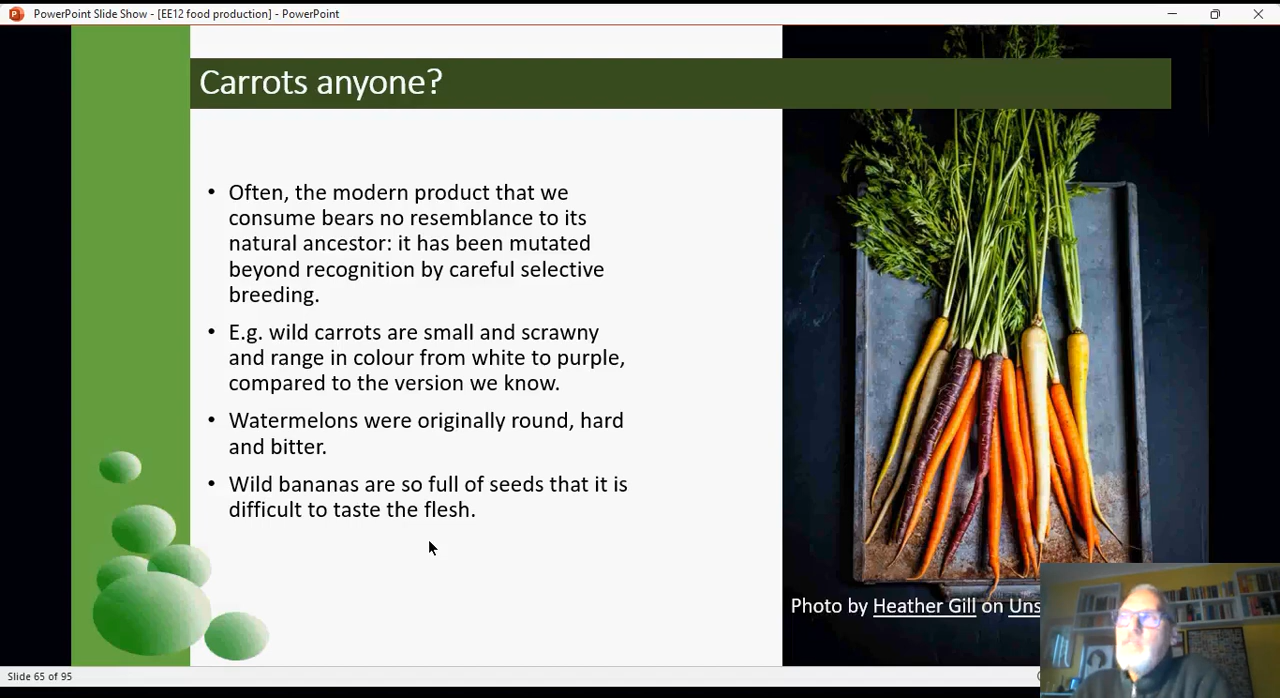 PowerPoint Slide Show - [EE12 food production] - PowerPoint
Carrots anyone?
• Often, the modern product that we
consume bears no resemblance to its
natural ancestor: it has been mutated
beyond recognition by careful selective
breeding.
• E.g. wild carrots are small and scrawny
and range in colour from white to purple,
compared to the version we know.
• Watermelons were originally round, hard
and bitter.
• Wild bananas are so full of seeds that it is
difficult to taste the flesh.
Photo by Heather Gill on Uns
Slide 65 of 95